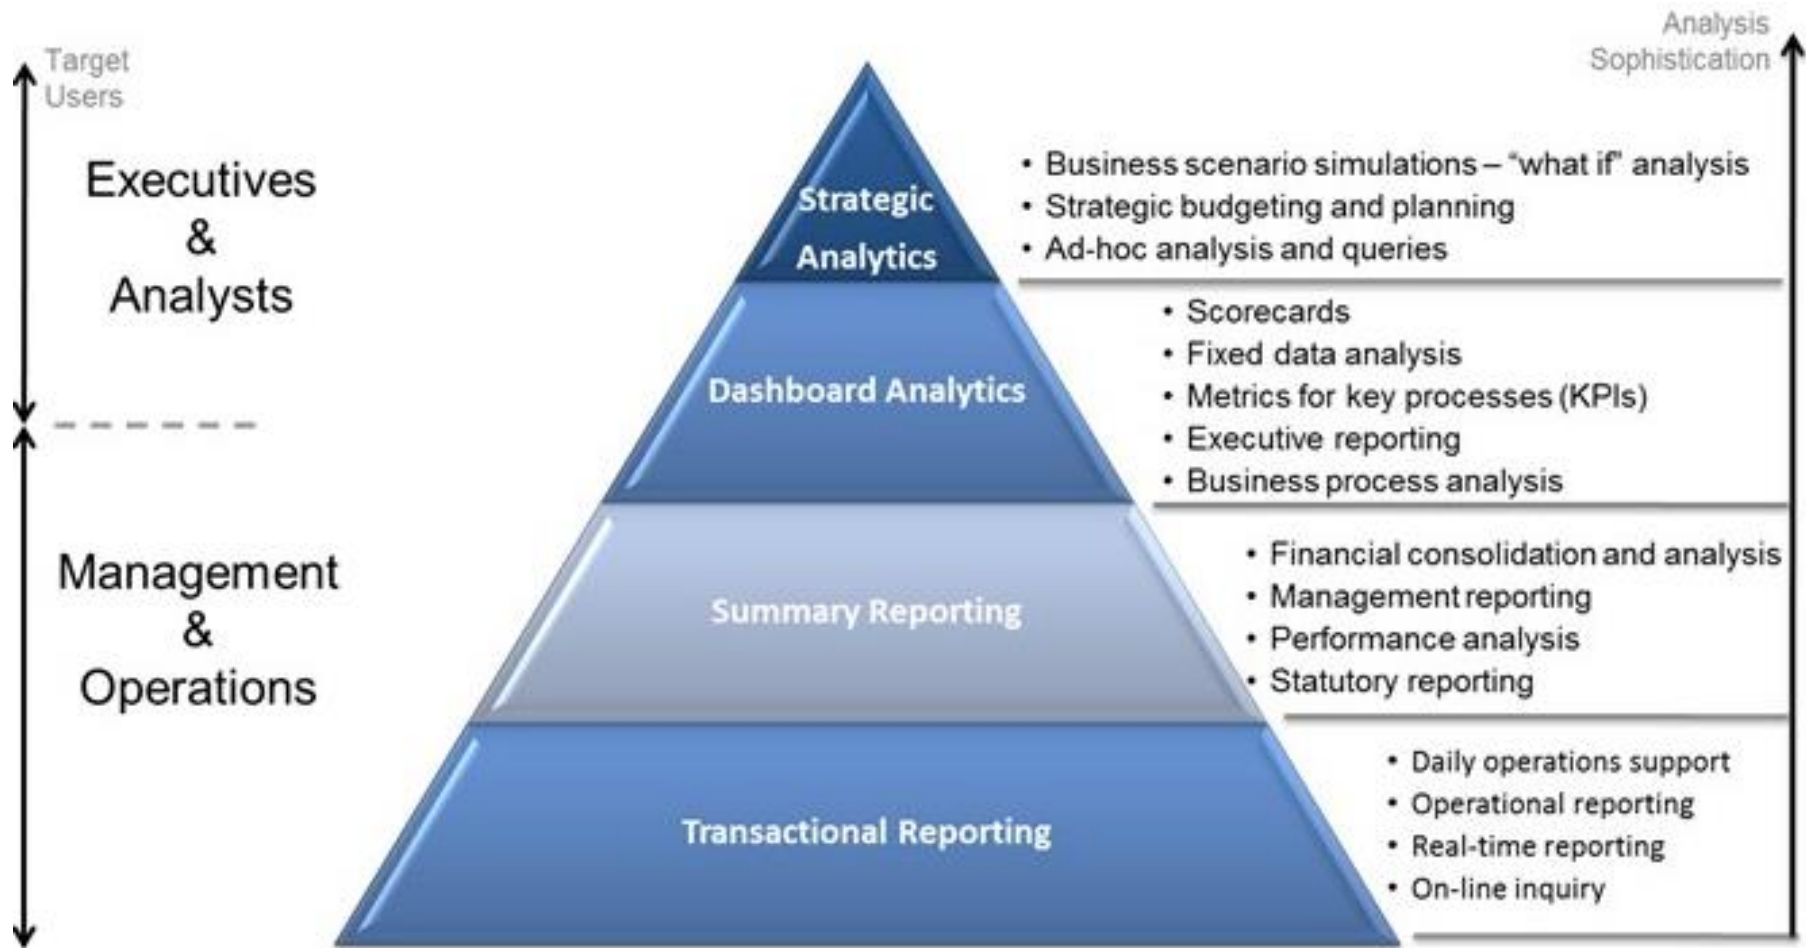 Target
Users
Executives
&
Analysts
Management
&
Operations
Strategic
Analytics
Dashboard Analytics
Summary Reporting
Transactional Reporting
Analysis
Sophistication
• Business scenario simulations – “what if” analysis
• Strategic budgeting and planning
• Ad-hoc analysis and queries
• Scorecards
• Fixed data analysis
• Metrics for key processes (KPIs)
• Executive reporting
• Business process analysis
• Financial consolidation and analysis
• Management reporting
• Performance analysis
• Statutory reporting
• Daily operations support
• Operational reporting
• Real-time reporting
• On-line inquiry